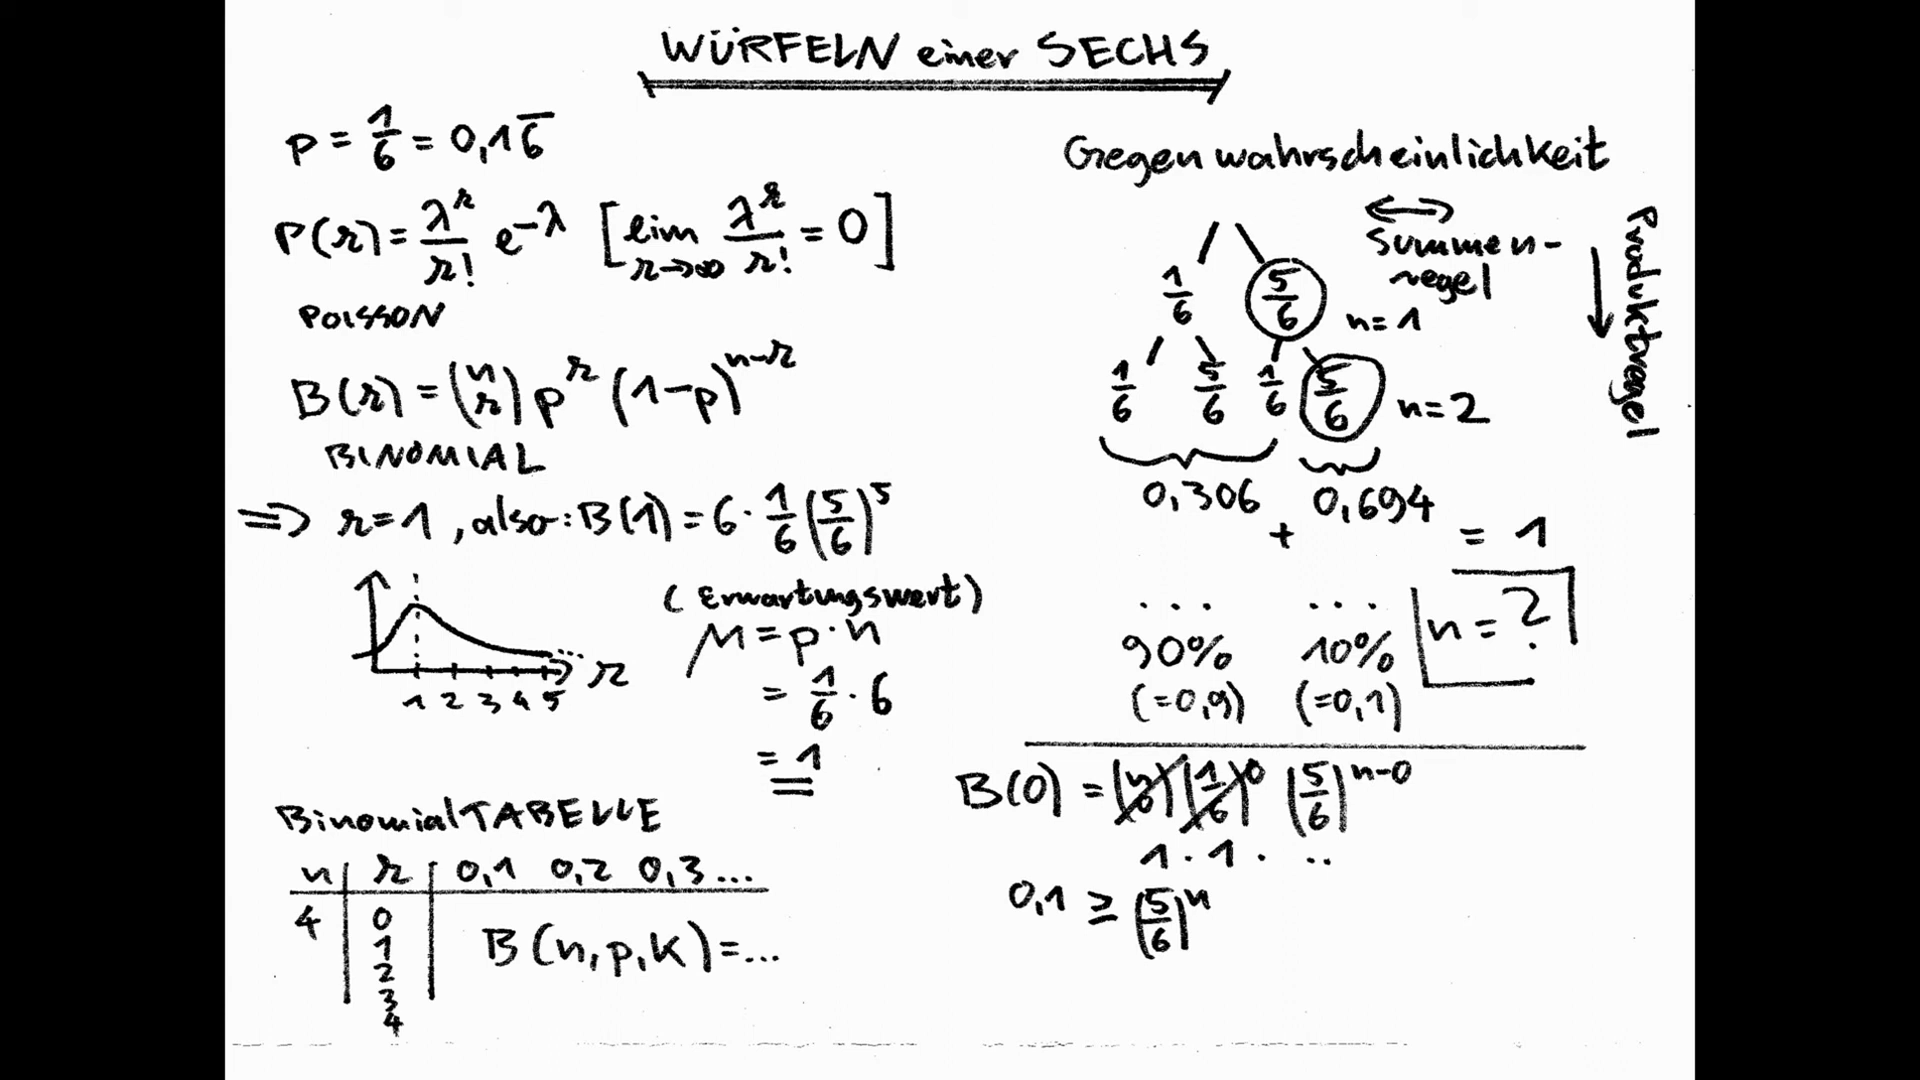 WÜRFELN einer SECHS
p = 1/6 = 0,16̅
P(r) = λ^r/r! e^-λ [lim r→∞ λ^r/r! = 0]
POISSON
B(r) = (n r) p^r (1-p)^n-r
BINOMIAL
⇒ r=1, also: B(1) = 6 · 1/6 (5/6)^5
1 2 3 4 5 ... r
(Erwartungswert)
μ = p · n
= 1/6 · 6
= 1
BinomialTABELLE
n r 0,1 0,2 0,3 ...
4 0
1
2
3
4
B(n,p,k) = ...
Gegenwahrscheinlichkeit
Summen-
regel
Produktregel
1/6 5/6 n=1
1/6 5/6 1/6 5/6 n=2
0,306 + 0,694 = 1
... ...
90% 10% n = ?
(=0,9) (=0,1)
B(0) = (n 0) (1/6)^0 (5/6)^n-0
1 · 1 · ..
0,1 ≥ (5/6)^n